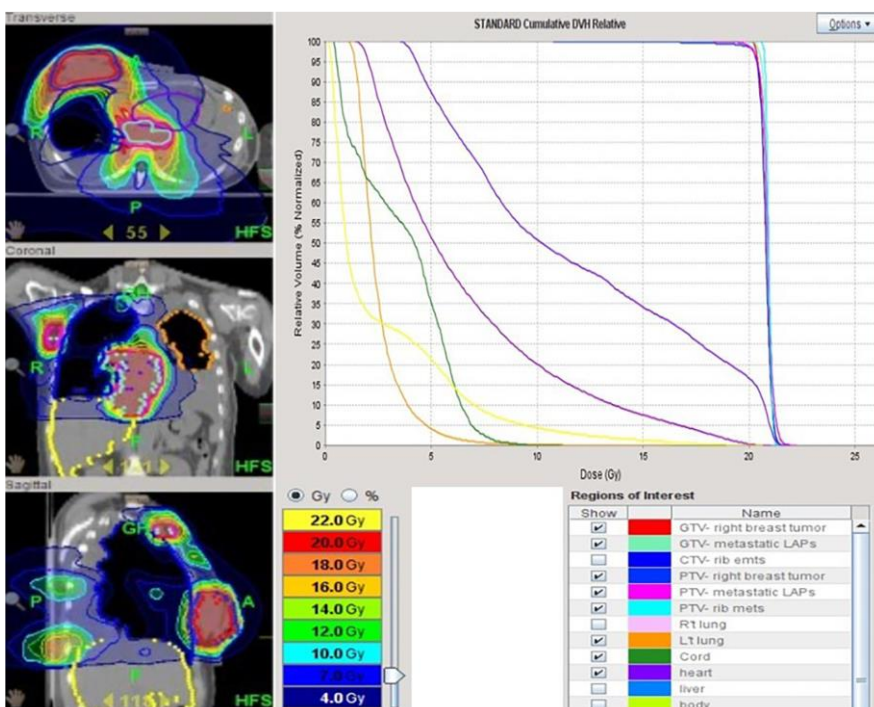 Transverse
A
R
L
P
55
HFS
Coronal
R
L
HFS
Sagittal
P
A
118
HFS
STANDARD Cumulative DVH Relative
Options
Relative Volume (% Normalized)
100
95
90
85
80
75
70
65
60
55
50
45
40
35
30
25
20
15
10
5
0
0 5 10 15 20 25
Dose (Gy)
Gy %
22.0 Gy
20.0 Gy
18.0 Gy
16.0 Gy
14.0 Gy
12.0 Gy
10.0 Gy
7.0 Gy
4.0 Gy
Regions of Interest
Show Name
GTV- right breast tumor
GTV- metastatic LAPs
CTV- rib emts
PTV- right breast tumor
PTV- metastatic LAPs
PTV- rib mets
R't lung
L't lung
Cord
heart
liver
body